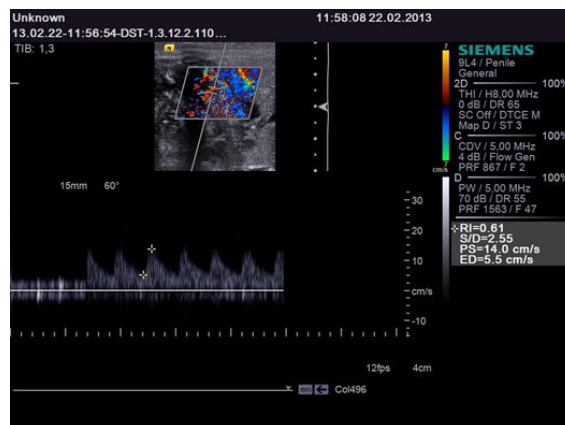 Unknown
11:58:08 22.02.2013
13.02.22-11:56:54-DST-1.3.12.2.110...
TIB: 1,3
SIEMENS
9L4 / Penile
General
2D 100%
THI / H8,00 MHz
0 dB / DR 65
SC Off / DTCE M
Map D / ST 3
C 100%
CDV / 5,00 MHz
4 dB / Flow Gen
PRF 867 / F 2
cm/s
D 100%
PW / 5,00 MHz
70 dB / DR 55
PRF 1563 / F 47
RI=0.61
S/D=2.55
PS=14.0 cm/s
ED=5.5 cm/s
15mm 60°
30
20
10
cm/s
-10
12fps 4cm
Col496